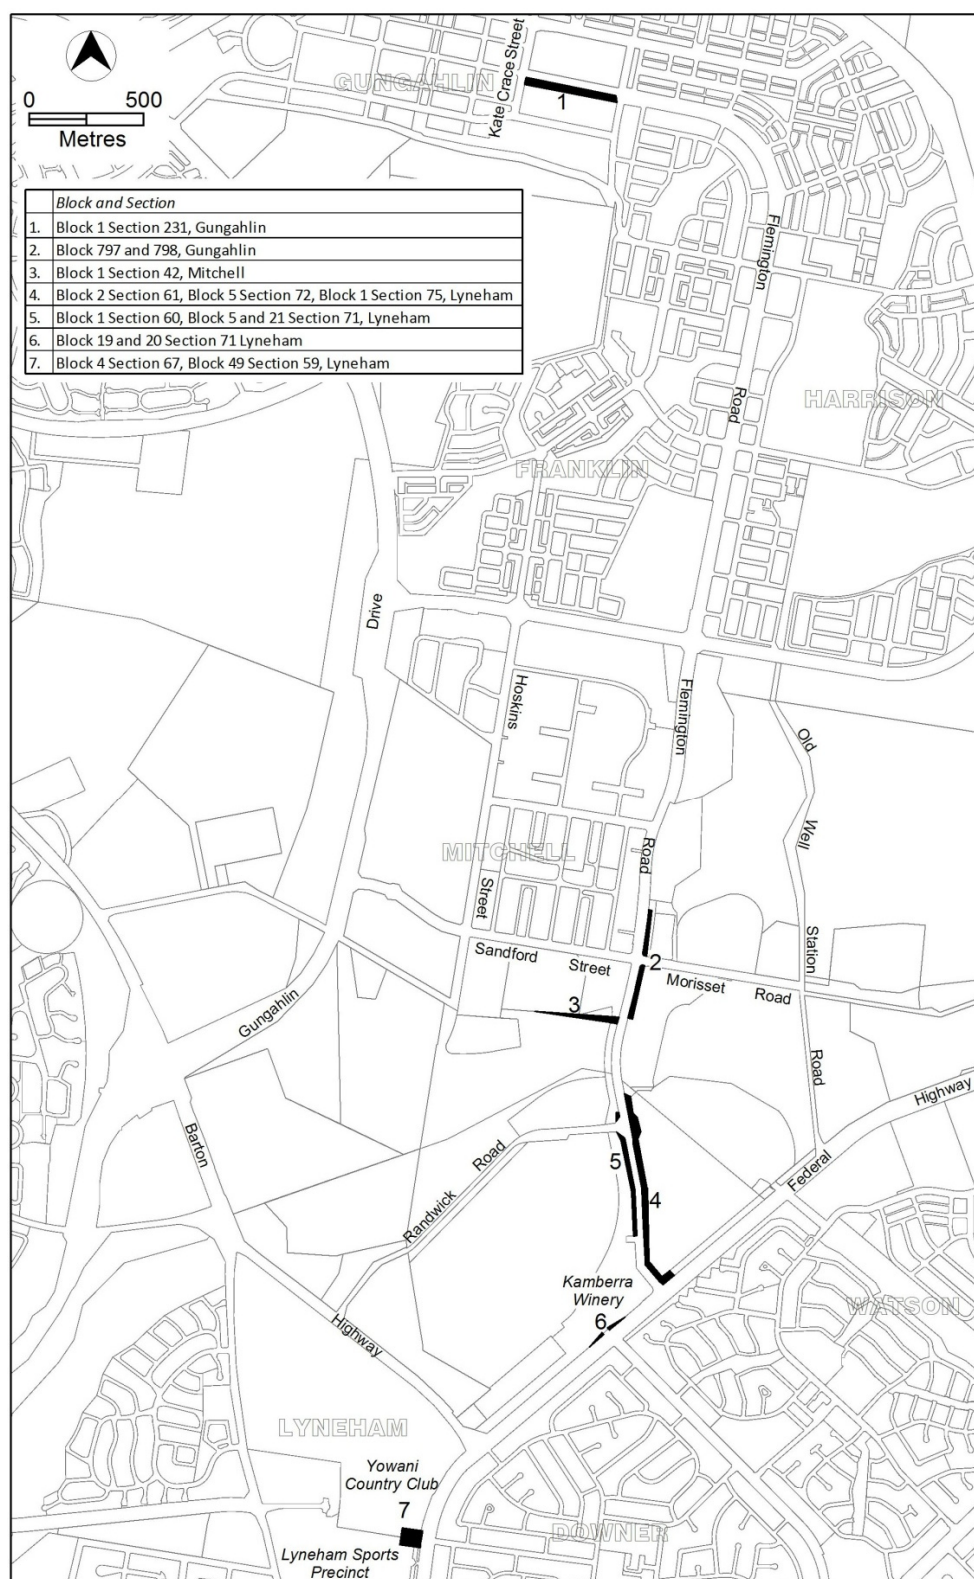 GUNGAHLIN
Kate Crace Street
1
0 500
Metres
Block and Section
1. Block 1 Section 231, Gungahlin
2. Block 797 and 798, Gungahlin
3. Block 1 Section 42, Mitchell
4. Block 2 Section 61, Block 5 Section 72, Block 1 Section 75, Lyneham
5. Block 1 Section 60, Block 5 and 21 Section 71, Lyneham
6. Block 19 and 20 Section 71 Lyneham
7. Block 4 Section 67, Block 49 Section 59, Lyneham
Flemington
Road
HARRISON
FRANKLIN
Drive
Hoskins
Flemington
Old
Well
MITCHELL
Road
Street
Station
Sandford
Street
2
Morisset
Road
3
Gungahlin
Road
Highway
Barton
Road
5
Federal
Randwick
4
Kamberra
Winery
WATSON
6
Highway
LYNEHAM
Yowani
Country Club
7
DOWNER
Lyneham Sports
Precinct